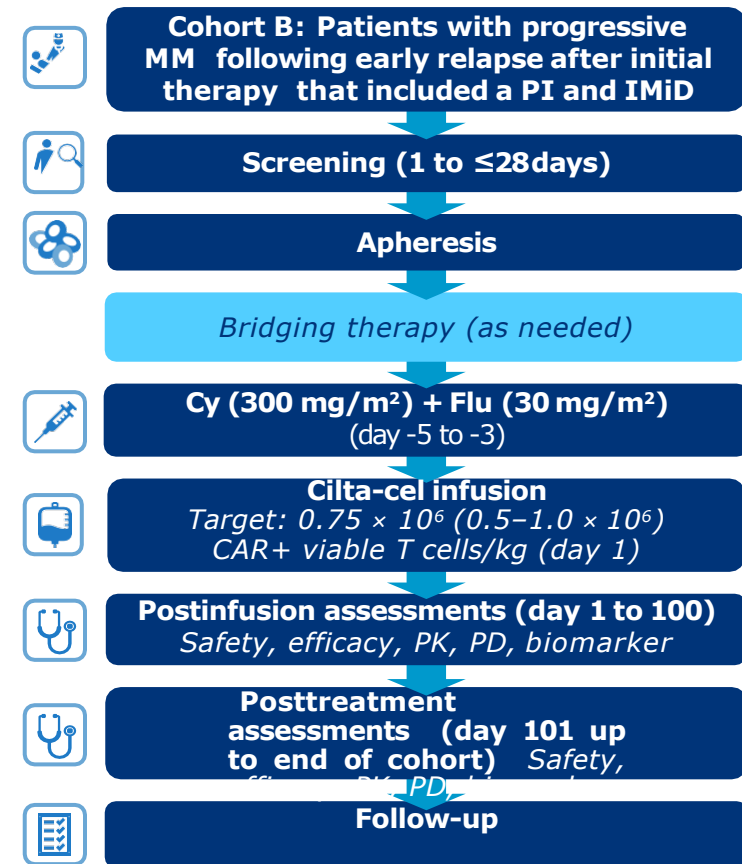 Cohort B: Patients with progressive
MM following early relapse after initial
therapy that included a PI and IMiD
Screening (1 to ≤28days)
Apheresis
Bridging therapy (as needed)
Cy (300 mg/m²) + Flu (30 mg/m²)
(day -5 to -3)
Cilta-cel infusion
Target: 0.75 × 10⁶ (0.5–1.0 × 10⁶)
CAR+ viable T cells/kg (day 1)
Postinfusion assessments (day 1 to 100)
Safety, efficacy, PK, PD, biomarker
Posttreatment
assessments (day 101 up
to end of cohort) Safety,
PK, PD,
Follow-up